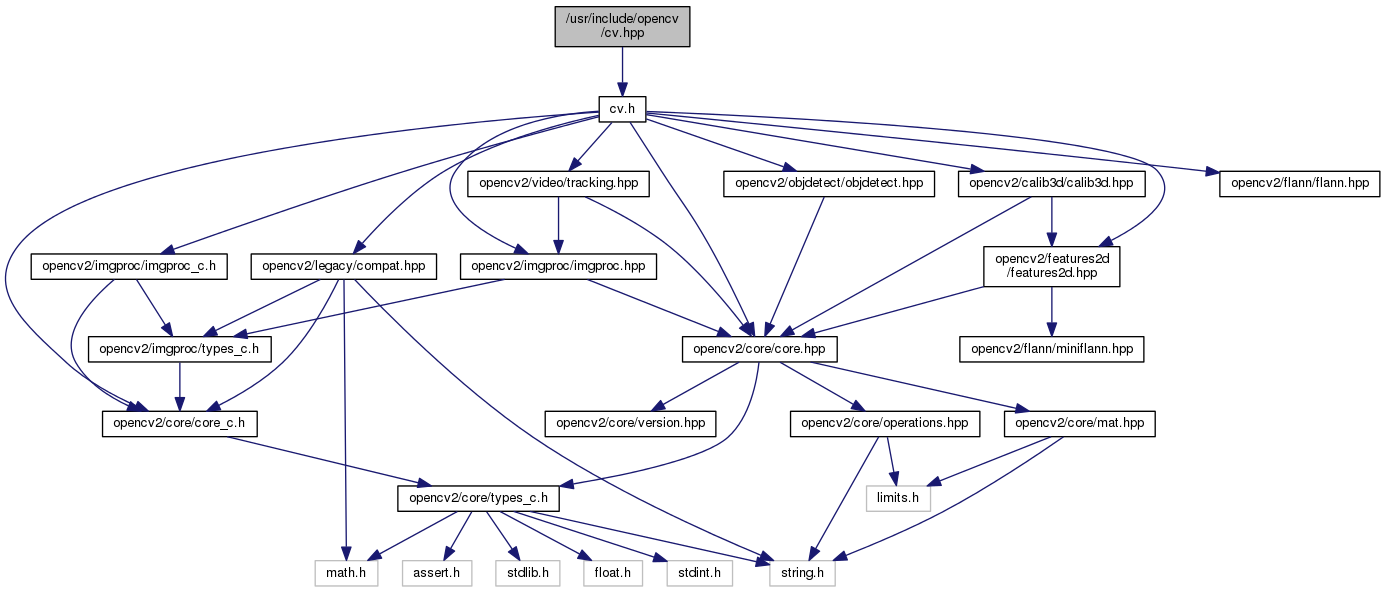 /usr/include/opencv
/cv.hpp
cv.h
opencv2/video/tracking.hpp
opencv2/objdetect/objdetect.hpp
opencv2/calib3d/calib3d.hpp
opencv2/flann/flann.hpp
opencv2/imgproc/imgproc_c.h
opencv2/legacy/compat.hpp
opencv2/imgproc/imgproc.hpp
opencv2/features2d
/features2d.hpp
opencv2/imgproc/types_c.h
opencv2/core/core.hpp
opencv2/flann/miniflann.hpp
opencv2/core/core_c.h
opencv2/core/version.hpp
opencv2/core/operations.hpp
opencv2/core/mat.hpp
opencv2/core/types_c.h
limits.h
math.h
assert.h
stdlib.h
float.h
stdint.h
string.h